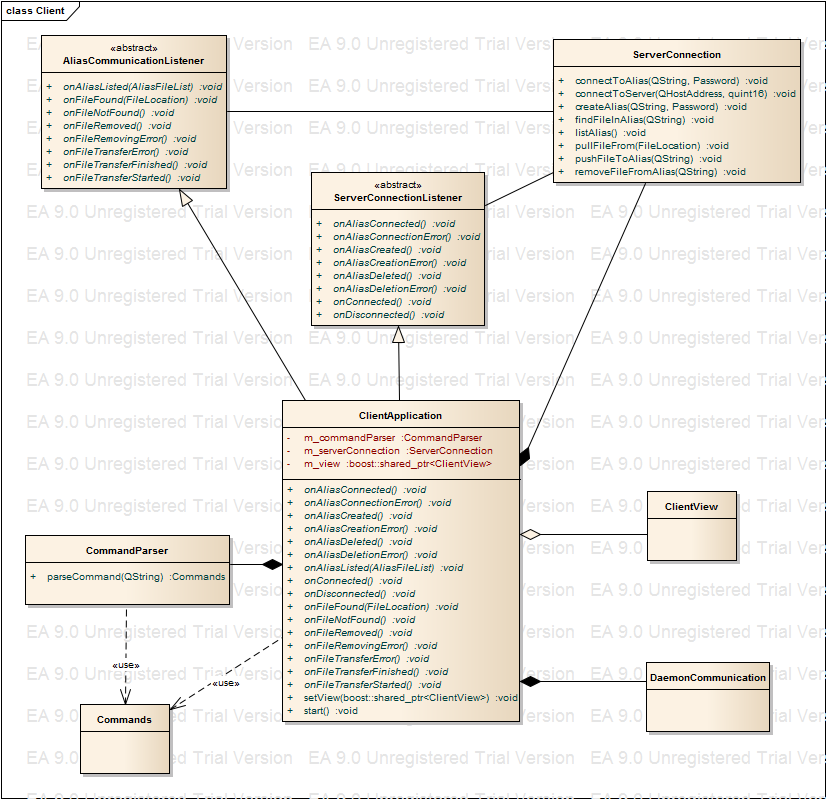 class Client
EA 9.0 Unregistered Trial Version
«abstract»
AliasCommunicationListener
+ onAliasListed(AliasFileList) :void
+ onFileFound(FileLocation) :void
+ onFileNotFound() :void
+ onFileRemoved() :void
+ onFileRemovingError() :void
+ onFileTransferError() :void
+ onFileTransferFinished() :void
+ onFileTransferStarted() :void
ServerConnection
+ connectToAlias(QString, Password) :void
+ connectToServer(QHostAddress, quint16) :void
+ createAlias(QString, Password) :void
+ findFileInAlias(QString) :void
+ listAlias() :void
+ pullFileFrom(FileLocation) :void
+ pushFileToAlias(QString) :void
+ removeFileFromAlias(QString) :void
«abstract»
ServerConnectionListener
+ onAliasConnected() :void
+ onAliasConnectionError() :void
+ onAliasCreated() :void
+ onAliasCreationError() :void
+ onAliasDeleted() :void
+ onAliasDeletionError() :void
+ onConnected() :void
+ onDisconnected() :void
ClientApplication
- m_commandParser :CommandParser
- m_serverConnection :ServerConnection
- m_view :boost::shared_ptr<ClientView>
+ onAliasConnected() :void
+ onAliasConnectionError() :void
+ onAliasCreated() :void
+ onAliasCreationError() :void
+ onAliasDeleted() :void
+ onAliasDeletionError() :void
+ onAliasListed(AliasFileList) :void
+ onConnected() :void
+ onDisconnected() :void
+ onFileFound(FileLocation) :void
+ onFileNotFound() :void
+ onFileRemoved() :void
+ onFileRemovingError() :void
+ onFileTransferError() :void
+ onFileTransferFinished() :void
+ onFileTransferStarted() :void
+ setView(boost::shared_ptr<ClientView>) :void
+ start() :void
ClientView
CommandParser
+ parseCommand(QString) :Commands
«use»
«use»
DaemonCommunication
Commands